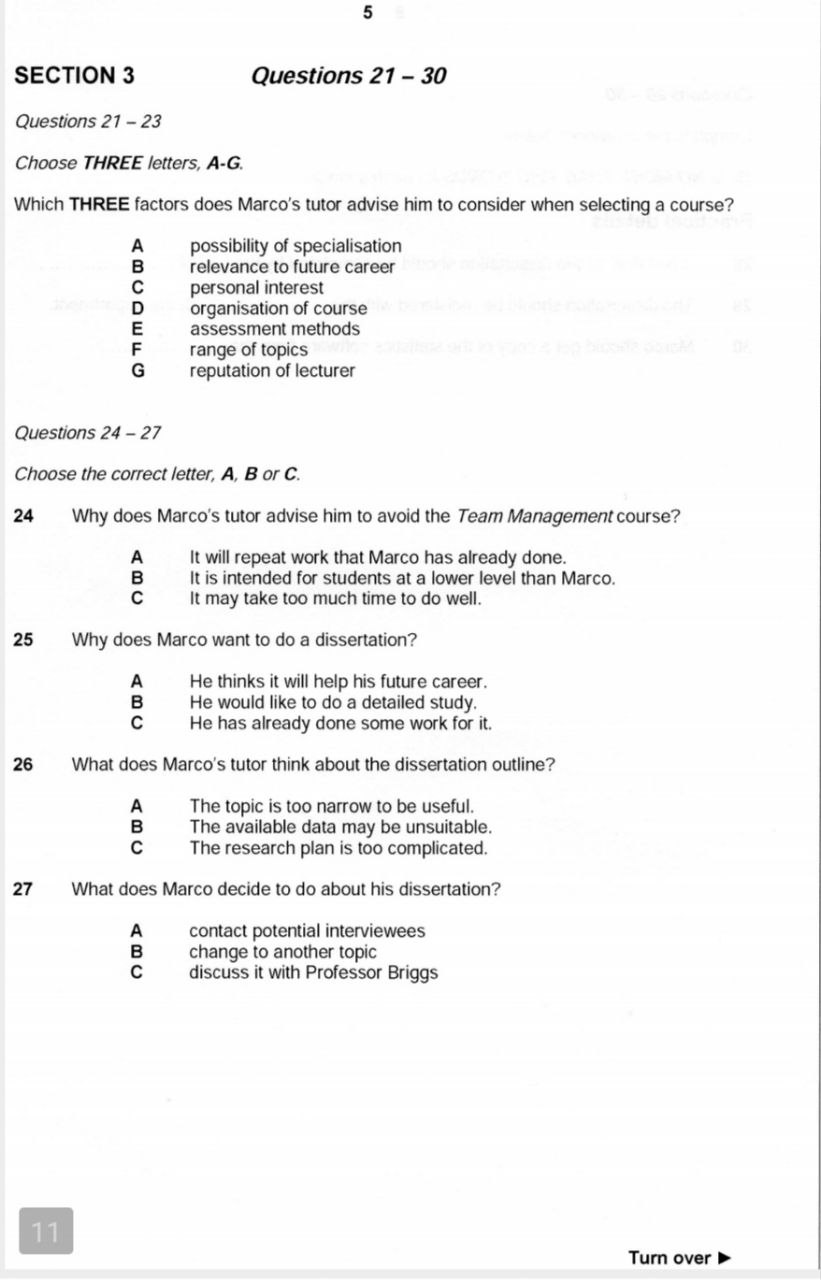 5
SECTION 3 Questions 21 – 30
Questions 21 – 23
Choose THREE letters, A-G.
Which THREE factors does Marco's tutor advise him to consider when selecting a course?
A possibility of specialisation
B relevance to future career
C personal interest
D organisation of course
E assessment methods
F range of topics
G reputation of lecturer
Questions 24 – 27
Choose the correct letter, A, B or C.
24 Why does Marco's tutor advise him to avoid the Team Management course?
A It will repeat work that Marco has already done.
B It is intended for students at a lower level than Marco.
C It may take too much time to do well.
25 Why does Marco want to do a dissertation?
A He thinks it will help his future career.
B He would like to do a detailed study.
C He has already done some work for it.
26 What does Marco's tutor think about the dissertation outline?
A The topic is too narrow to be useful.
B The available data may be unsuitable.
C The research plan is too complicated.
27 What does Marco decide to do about his dissertation?
A contact potential interviewees
B change to another topic
C discuss it with Professor Briggs
11
Turn over ▶